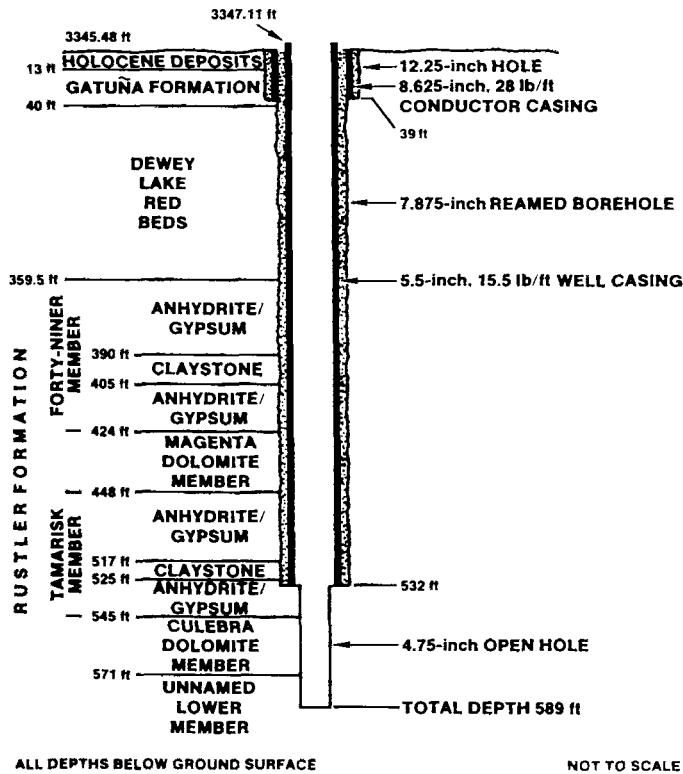 3347.11 ft
3345.48 ft
HOLOCENE DEPOSITS
13 ft
GATUÑA FORMATION
40 ft
12.25-inch HOLE
8.625-inch, 28 lb/ft
CONDUCTOR CASING
39 ft
DEWEY
LAKE
RED
BEDS
7.875-inch REAMED BOREHOLE
359.5 ft
5.5-inch, 15.5 lb/ft WELL CASING
RUSTLER FORMATION
FORTY-NINER
MEMBER
ANHYDRITE/
GYPSUM
390 ft
CLAYSTONE
405 ft
ANHYDRITE/
GYPSUM
424 ft
MAGENTA
DOLOMITE
MEMBER
448 ft
TAMARISK
MEMBER
ANHYDRITE/
GYPSUM
517 ft
CLAYSTONE
525 ft
ANHYDRITE/
GYPSUM
532 ft
545 ft
CULEBRA
DOLOMITE
MEMBER
4.75-inch OPEN HOLE
571 ft
UNNAMED
LOWER
MEMBER
TOTAL DEPTH 589 ft
ALL DEPTHS BELOW GROUND SURFACE
NOT TO SCALE